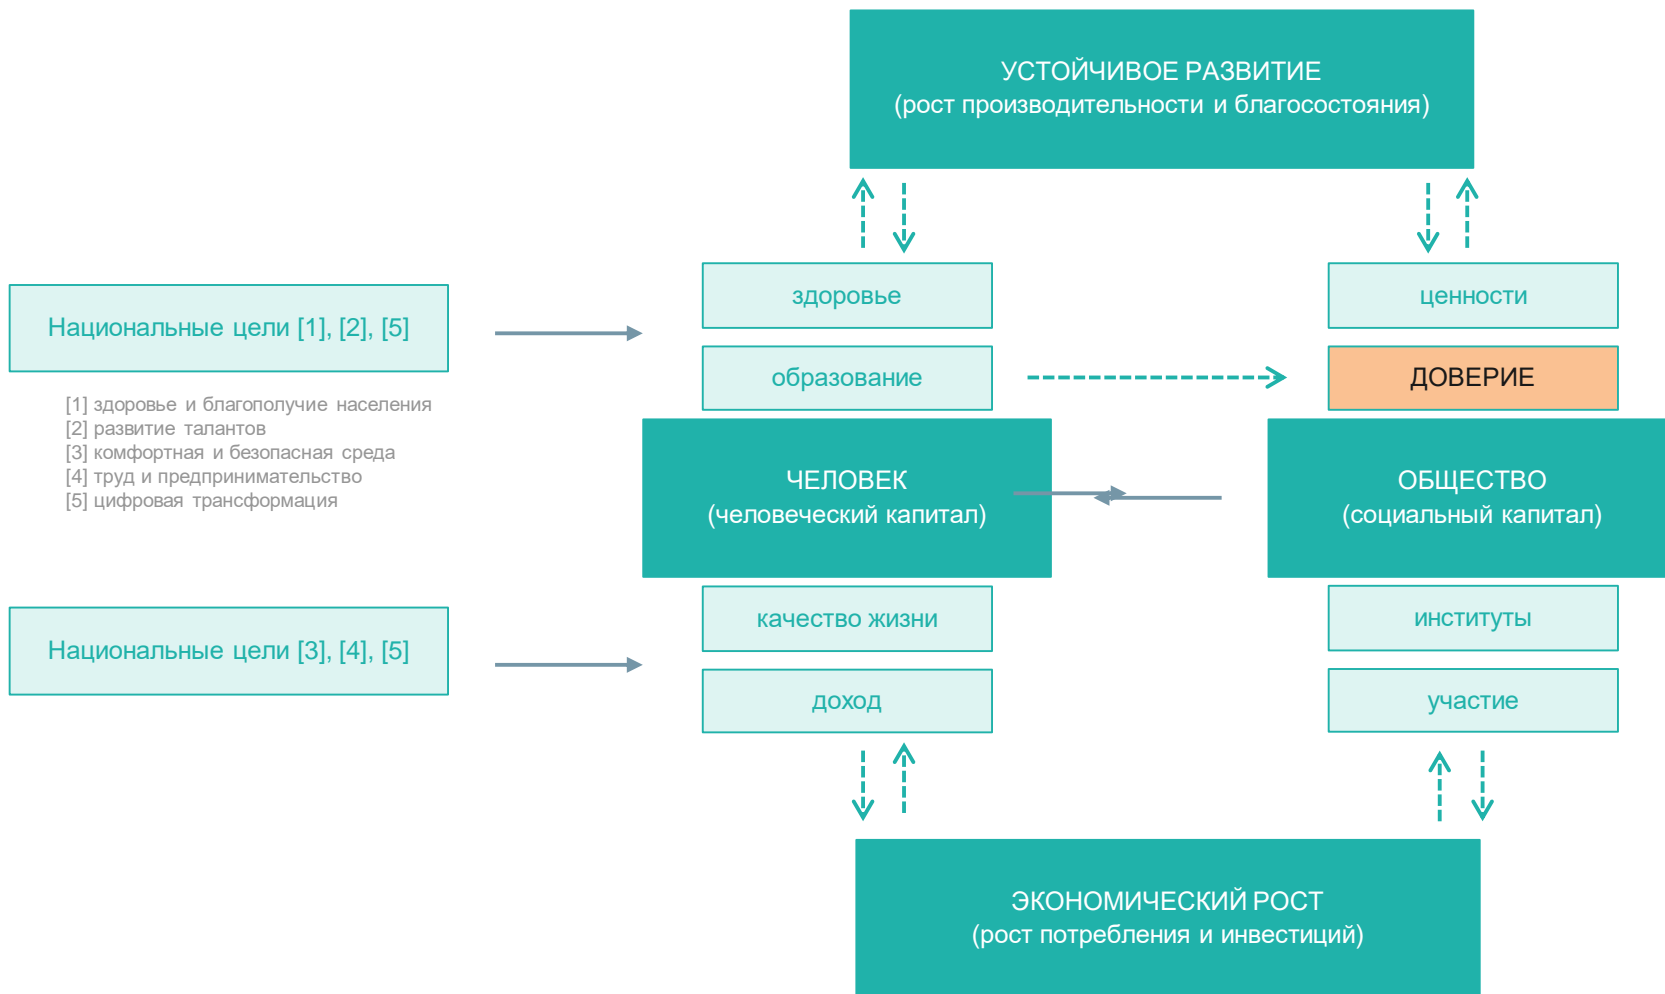 УСТОЙЧИВОЕ РАЗВИТИЕ
(рост производительности и благосостояния)
здоровье
ценности
Национальные цели [1], [2], [5]
образование
ДОВЕРИЕ
[1] здоровье и благополучие населения
[2] развитие талантов
[3] комфортная и безопасная среда
[4] труд и предпринимательство
[5] цифровая трансформация
ЧЕЛОВЕК
(человеческий капитал)
ОБЩЕСТВО
(социальный капитал)
качество жизни
институты
Национальные цели [3], [4], [5]
доход
участие
ЭКОНОМИЧЕСКИЙ РОСТ
(рост потребления и инвестиций)